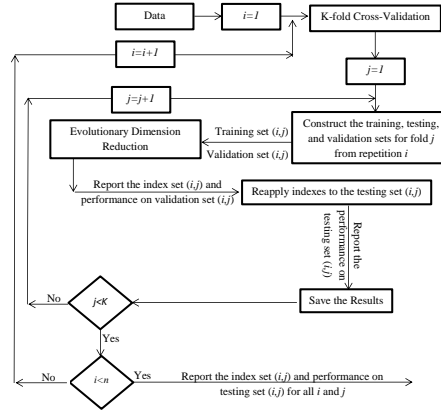 Data
i=1
K-fold Cross-Validation
i=i+1
j=1
j=j+1
Construct the training, testing,
and validation sets for fold j
from repetition i
Training set (i,j)
Validation set (i,j)
Evolutionary Dimension
Reduction
Report the index set (i,j) and
performance on validation set (i,j)
Reapply indexes to the testing set (i,j)
Report the
performance on
testing set (i,j)
Save the Results
j<K
No
Yes
i<n
No
Yes
Report the index set (i,j) and performance on
testing set (i,j) for all i and j